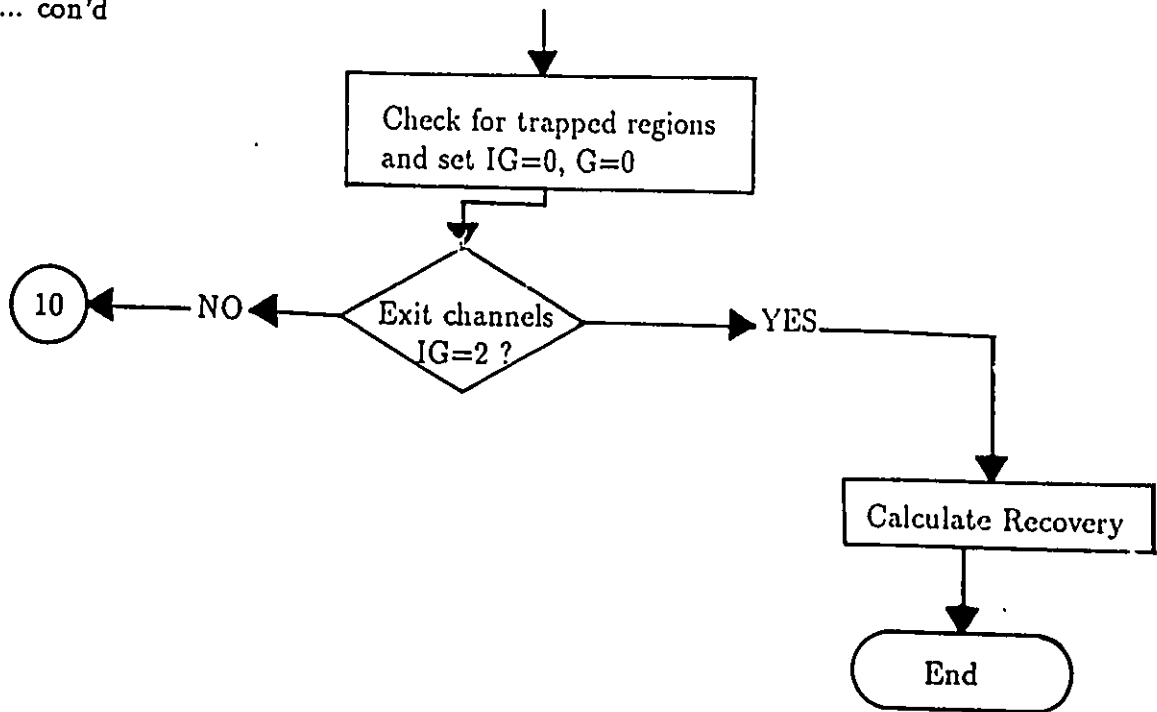 ... con'd
Check for trapped regions
and set IG=0, G=0
10
NO
Exit channels
IG=2 ?
YES
Calculate Recovery
End